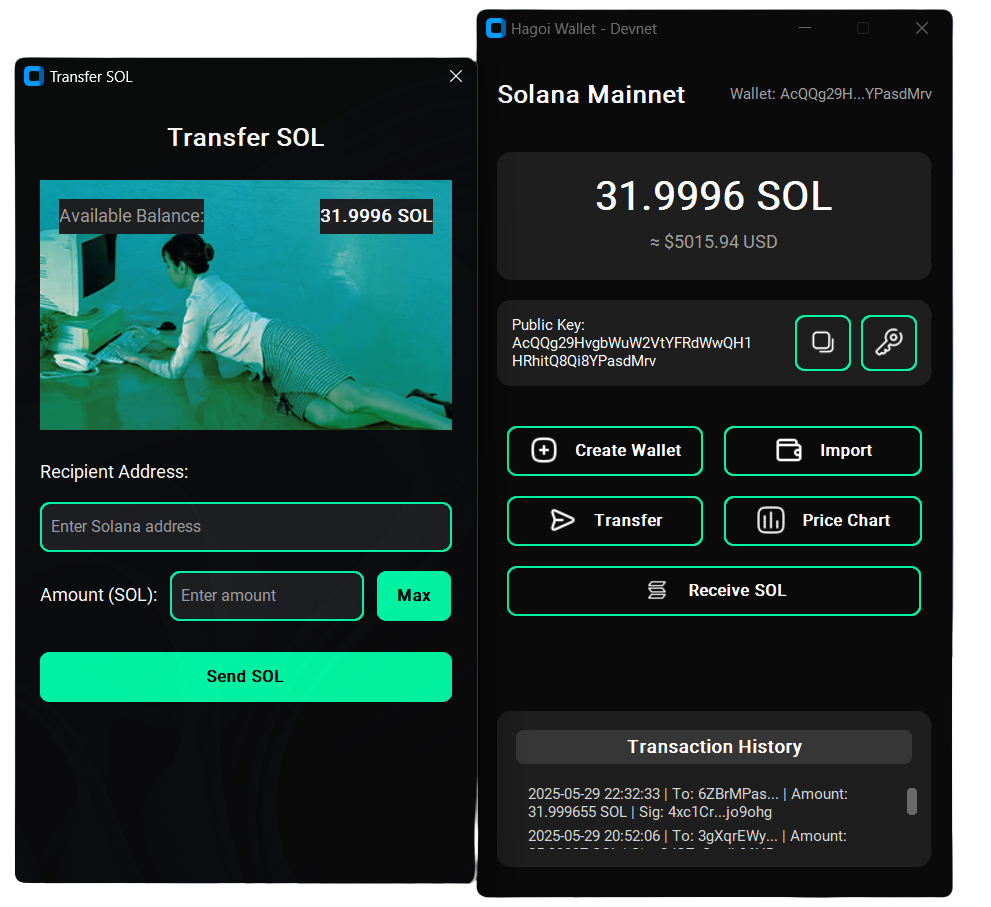 Transfer SOL
Transfer SOL
Available Balance:
31.9996 SOL
Recipient Address:
Enter Solana address
Amount (SOL):
Enter amount
Max
Send SOL
Hagoi Wallet - Devnet
Solana Mainnet
Wallet: AcQQg29H...YPasdMrv
31.9996 SOL
≈ $5015.94 USD
Public Key:
AcQQg29HvgbWuW2VtYFRdWwQH1
HRhitQ8Qi8YPasdMrv
Create Wallet
Import
Transfer
Price Chart
Receive SOL
Transaction History
2025-05-29 22:32:33 | To: 6ZBrMPas... | Amount:
31.999655 SOL | Sig: 4xc1Cr...jo9ohg
2025-05-29 20:52:06 | To: 3gXqrEWy... | Amount: